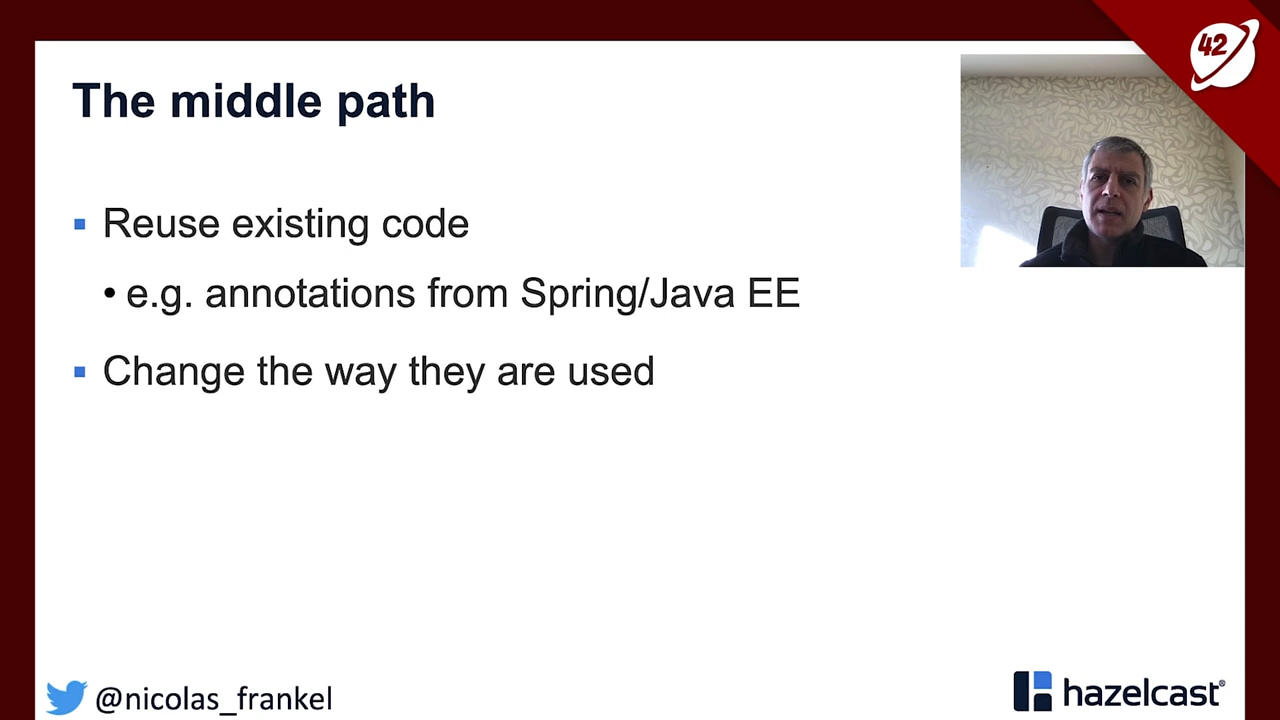 42
The middle path
Reuse existing code
• e.g. annotations from Spring/Java EE
Change the way they are used
@nicolas_frankel
hazelcast®